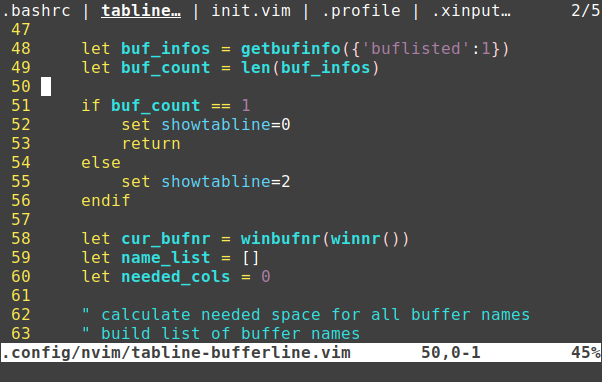 .bashrc | tabline… | init.vim | .profile | .xinput… 2/5
47
48 let buf_infos = getbufinfo({'buflisted':1})
49 let buf_count = len(buf_infos)
50
51 if buf_count == 1
52 set showtabline=0
53 return
54 else
55 set showtabline=2
56 endif
57
58 let cur_bufnr = winbufnr(winnr())
59 let name_list = []
60 let needed_cols = 0
61
62 " calculate needed space for all buffer names
63 " build list of buffer names
.config/nvim/tabline-bufferline.vim 50,0-1 45%